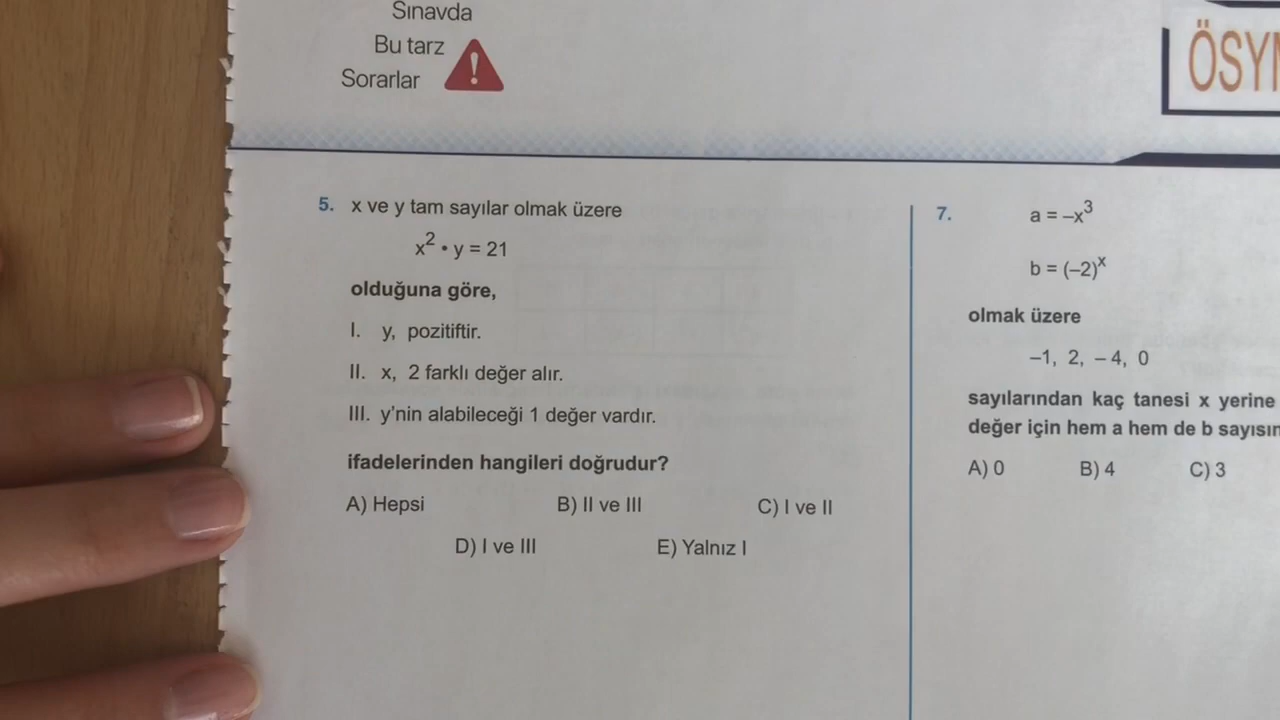 Sınavda
Bu tarz
Sorarlar
5. x ve y tam sayılar olmak üzere
x² • y = 21
olduğuna göre,
I. y, pozitiftir.
II. x, 2 farklı değer alır.
III. y'nin alabileceği 1 değer vardır.
ifadelerinden hangileri doğrudur?
A) Hepsi B) II ve III C) I ve II
D) I ve III E) Yalnız I
7. a = –x³
b = (–2)ˣ
olmak üzere
–1, 2, – 4, 0
sayılarından kaç tanesi x yerine
değer için hem a hem de b
A) 0 B) 4 C) 3